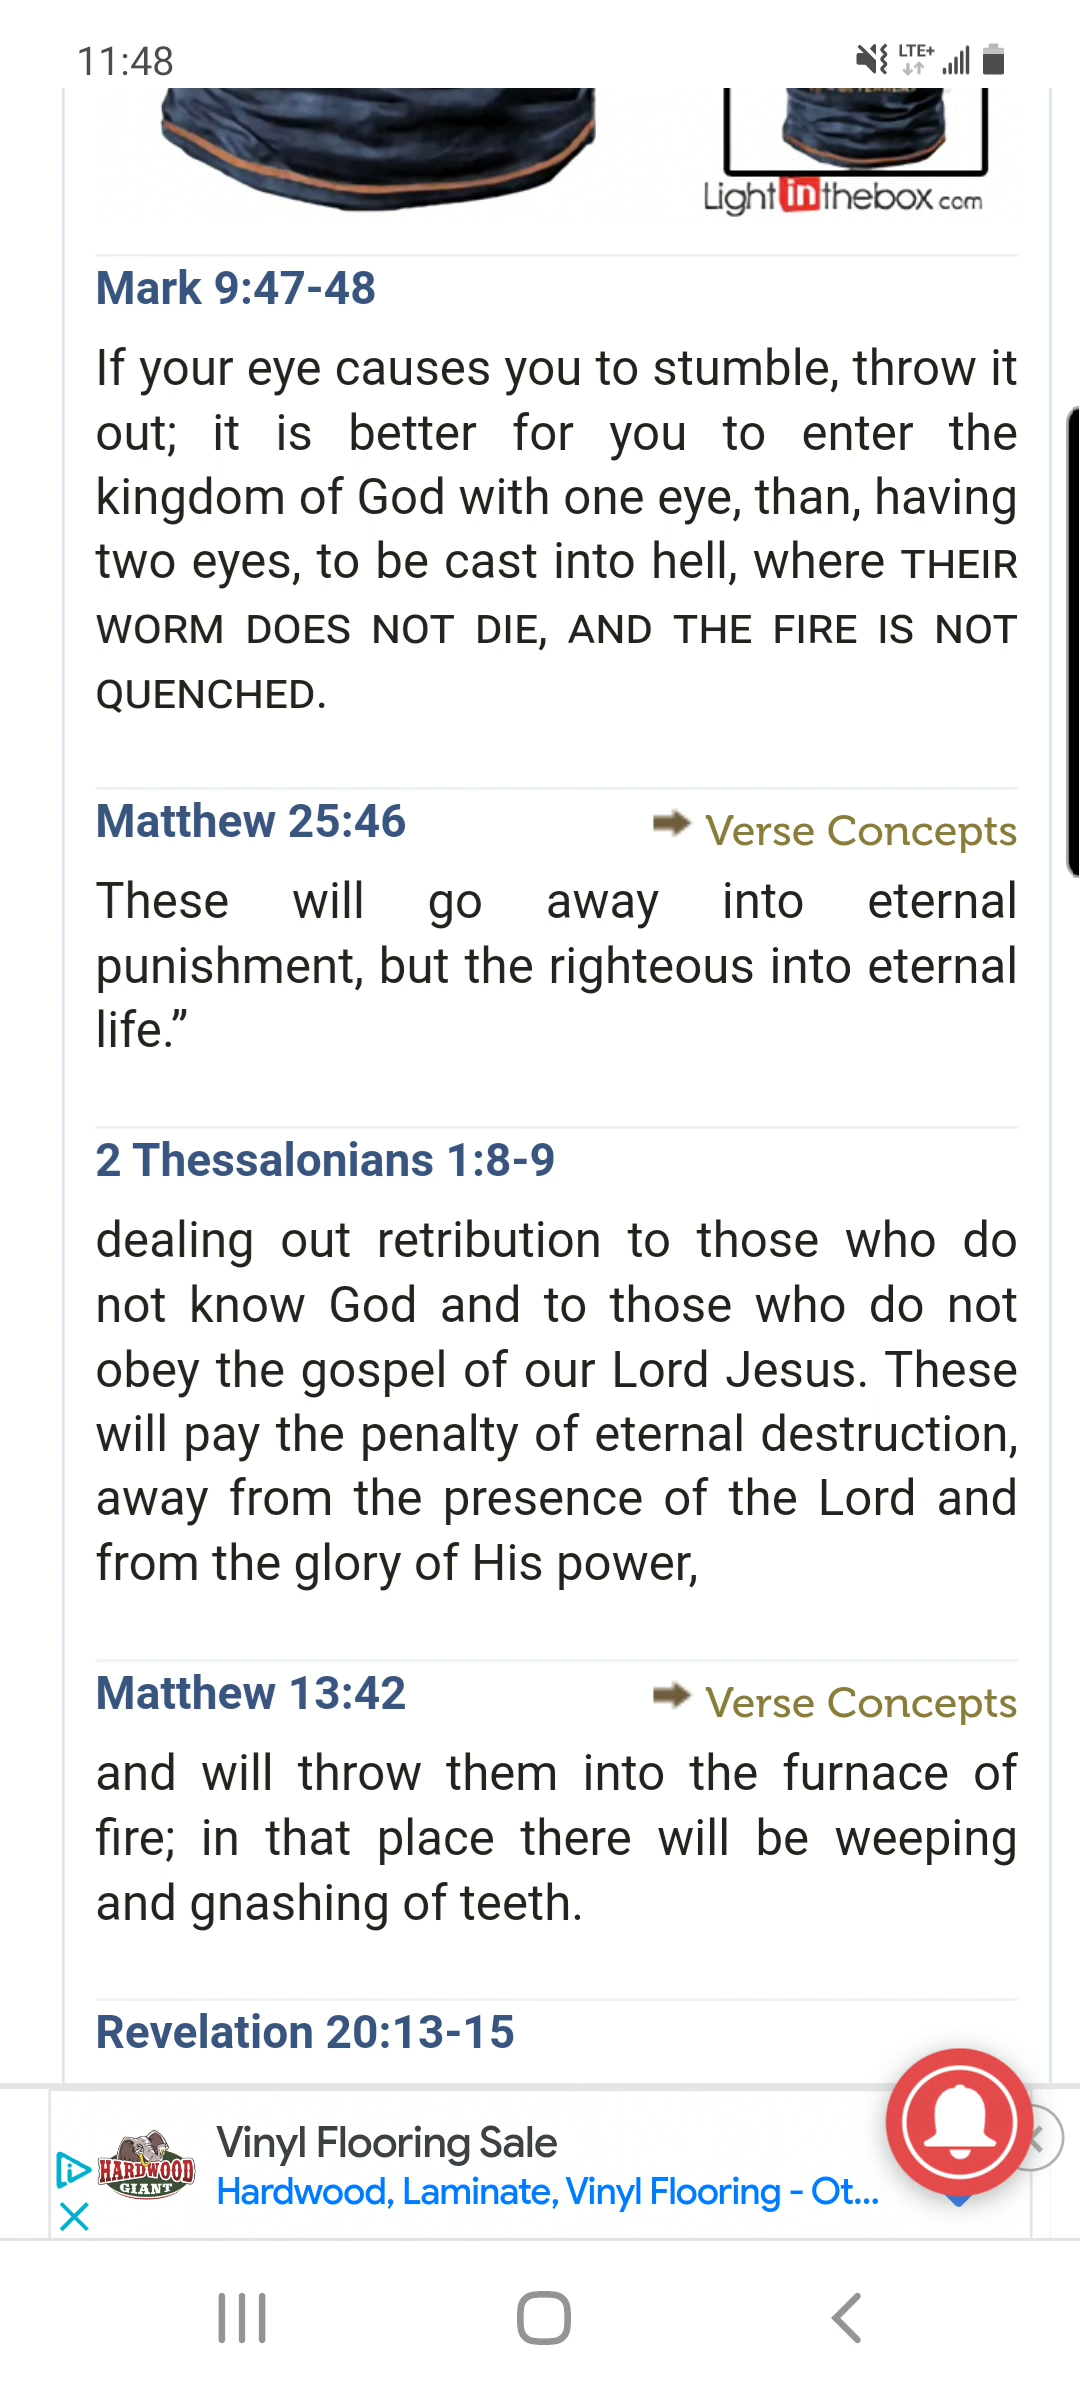 11:48
LTE+
Light in thebox.com
Mark 9:47-48
If your eye causes you to stumble, throw it
out; it is better for you to enter the
kingdom of God with one eye, than, having
two eyes, to be cast into hell, where THEIR
WORM DOES NOT DIE, AND THE FIRE IS NOT
QUENCHED.
Matthew 25:46
Verse Concepts
These will go away into eternal
punishment, but the righteous into eternal
life.”
2 Thessalonians 1:8-9
dealing out retribution to those who do
not know God and to those who do not
obey the gospel of our Lord Jesus. These
will pay the penalty of eternal destruction,
away from the presence of the Lord and
from the glory of His power,
Matthew 13:42
Verse Concepts
and will throw them into the furnace of
fire; in that place there will be weeping
and gnashing of teeth.
Revelation 20:13-15
Vinyl Flooring Sale
HARDWOOD
GIANT
Hardwood, Laminate, Vinyl Flooring - Ot...